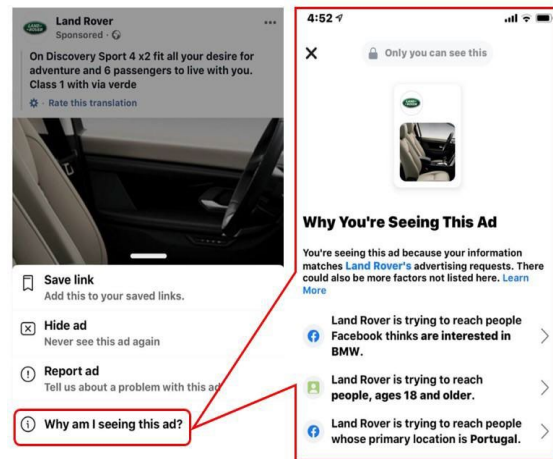 Land Rover
Sponsored ·
On Discovery Sport 4 x2 fit all your desire for
adventure and 6 passengers to live with you.
Class 1 with via verde
· Rate this translation
Save link
Add this to your saved links.
Hide ad
Never see this ad again
Report ad
Tell us about a problem with this ad
Why am I seeing this ad?
4:52
Only you can see this
Why You're Seeing This Ad
You're seeing this ad because your information
matches Land Rover's advertising requests. There
could also be more factors not listed here. Learn
More
Land Rover is trying to reach people
Facebook thinks are interested in
BMW.
Land Rover is trying to reach
people, ages 18 and older.
Land Rover is trying to reach people
whose primary location is Portugal.